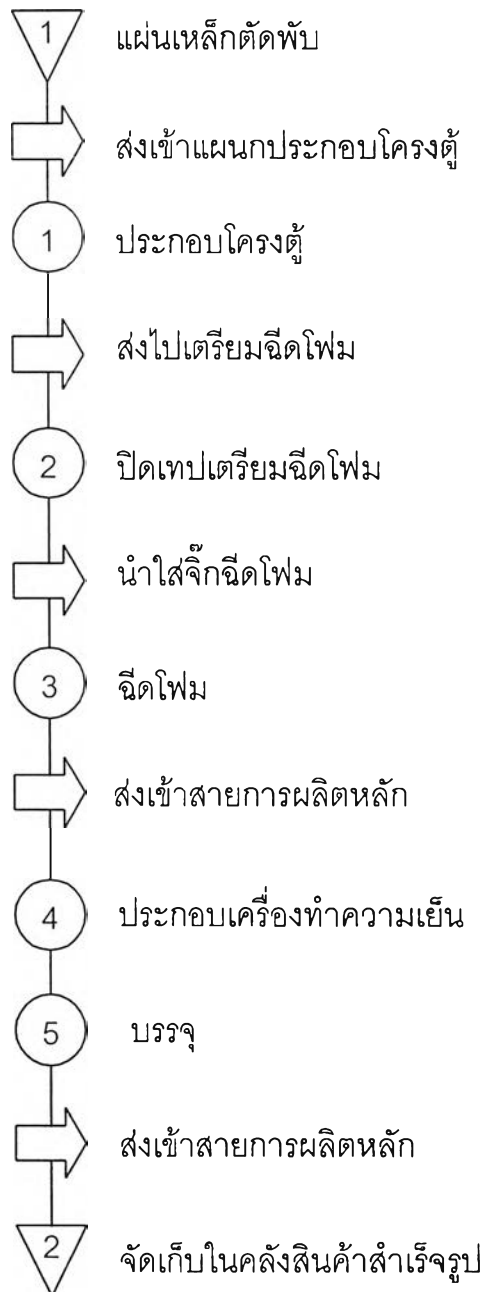 1 แผ่นเหล็กตัดพับ
ส่งเข้าแผนกประกอบโครงตู้
1 ประกอบโครงตู้
ส่งไปเตรียมฉีดโฟม
2 ปิดเทปเตรียมฉีดโฟม
นำใส่จิ๊กฉีดโฟม
3 ฉีดโฟม
ส่งเข้าสายการผลิตหลัก
4 ประกอบเครื่องทำความเย็น
5 บรรจุ
ส่งเข้าสายการผลิตหลัก
2 จัดเก็บในคลังสินค้าสำเร็จรูป